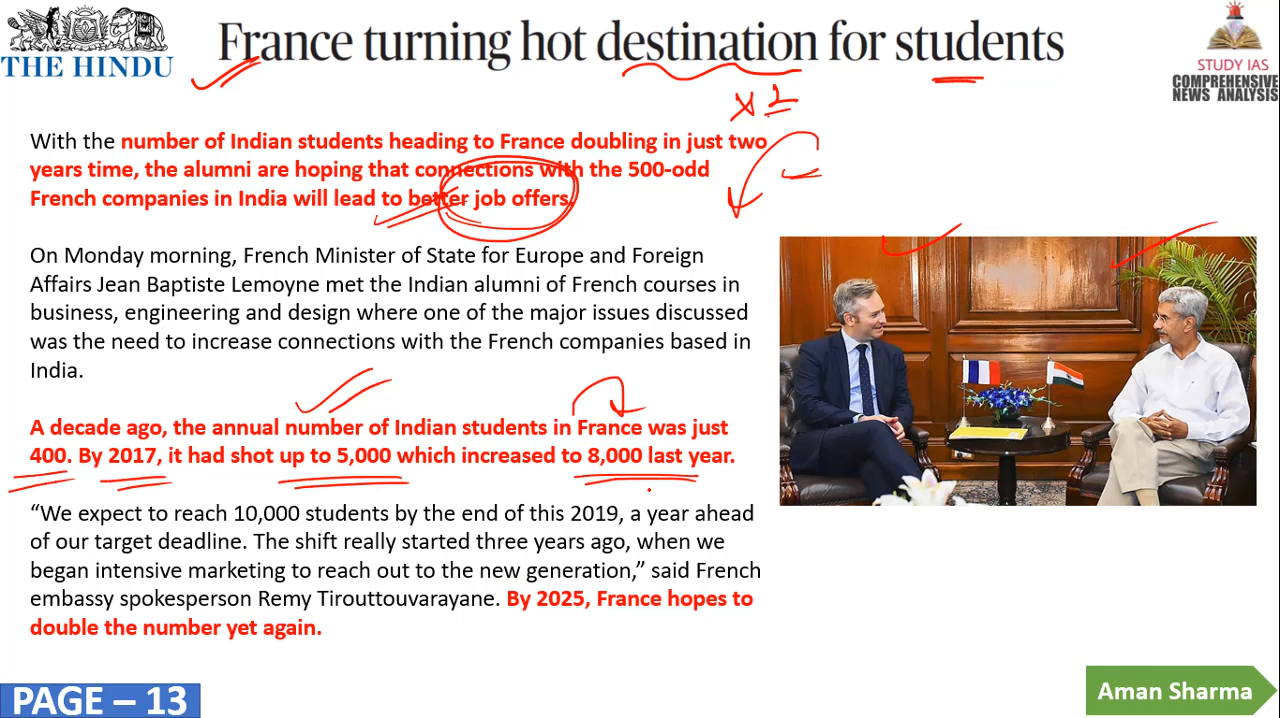 THE HINDU
France turning hot destination for students
STUDY IAS
COMPREHENSIVE
NEWS ANALYSIS
x 2
With the number of Indian students heading to France doubling in just two
years time, the alumni are hoping that connections with the 500-odd
French companies in India will lead to better job offers.
On Monday morning, French Minister of State for Europe and Foreign
Affairs Jean Baptiste Lemoyne met the Indian alumni of French courses in
business, engineering and design where one of the major issues discussed
was the need to increase connections with the French companies based in
India.
A decade ago, the annual number of Indian students in France was just
400. By 2017, it had shot up to 5,000 which increased to 8,000 last year.
“We expect to reach 10,000 students by the end of this 2019, a year ahead
of our target deadline. The shift really started three years ago, when we
began intensive marketing to reach out to the new generation,” said French
embassy spokesperson Remy Tirouttouvarayane. By 2025, France hopes to
double the number yet again.
PAGE – 13
Aman Sharma